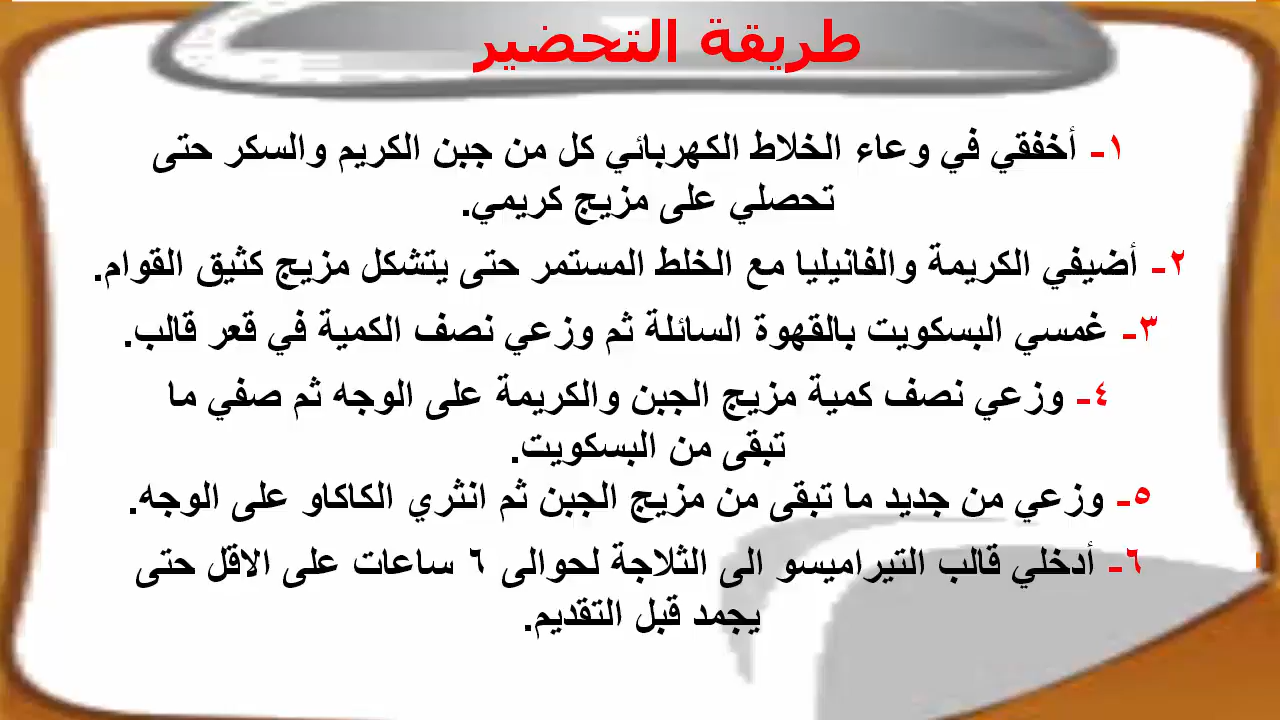 طريقة التحضير
١- أخفقي في وعاء الخلاط الكهربائي كل من جبن الكريم والسكر حتى
تحصلي على مزيج كريمي.
٢- أضيفي الكريمة والفانيليا مع الخلط المستمر حتى يتشكل مزيج كثيق القوام.
٣- غمسي البسكويت بالقهوة السائلة ثم وزعي نصف الكمية في قعر قالب.
٤- وزعي نصف كمية مزيج الجبن والكريمة على الوجه ثم صفي ما
تبقى من البسكويت.
٥- وزعي من جديد ما تبقى من مزيج الجبن ثم انثري الكاكاو على الوجه.
٦- أدخلي قالب التيراميسو الى الثلاجة لحوالى ٦ ساعات على الاقل حتى
يجمد قبل التقديم.